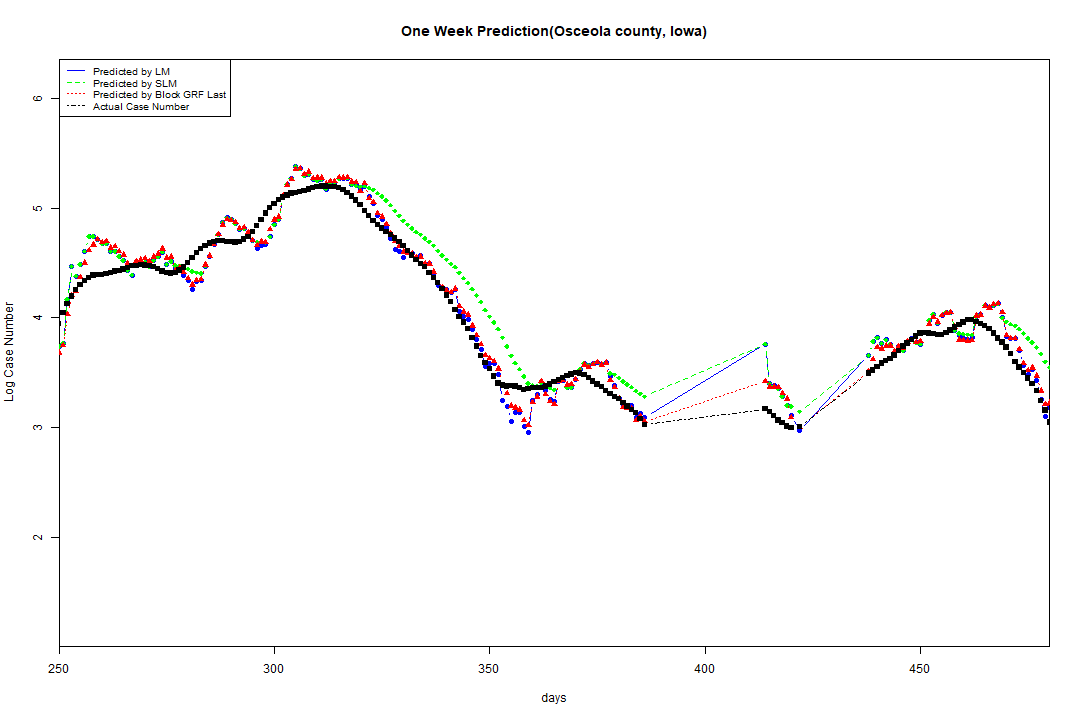 One Week Prediction(Osceola county, Iowa)
Predicted by LM
Predicted by SLM
Predicted by Block GRF Last
Actual Case Number
6
5
4
3
2
Log Case Number
250 300 350 400 450
days